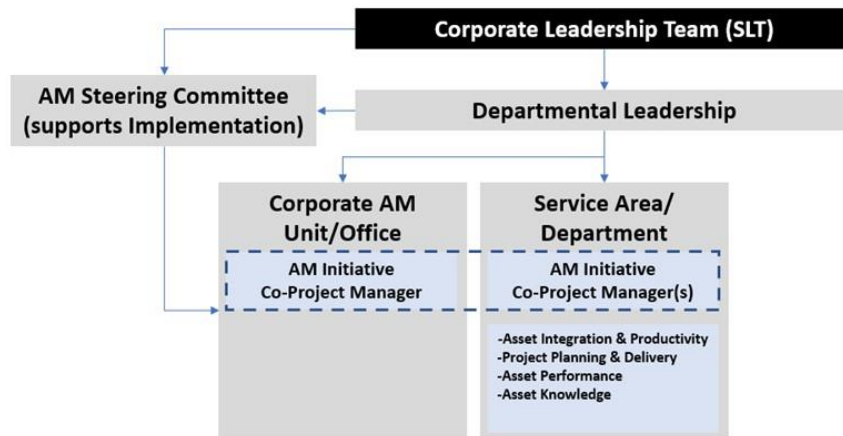 Corporate Leadership Team (SLT)
AM Steering Committee
(supports Implementation)
Departmental Leadership
Corporate AM
Unit/Office
Service Area/
Department
AM Initiative
Co-Project Manager
AM Initiative
Co-Project Manager(s)
-Asset Integration & Productivity
-Project Planning & Delivery
-Asset Performance
-Asset Knowledge